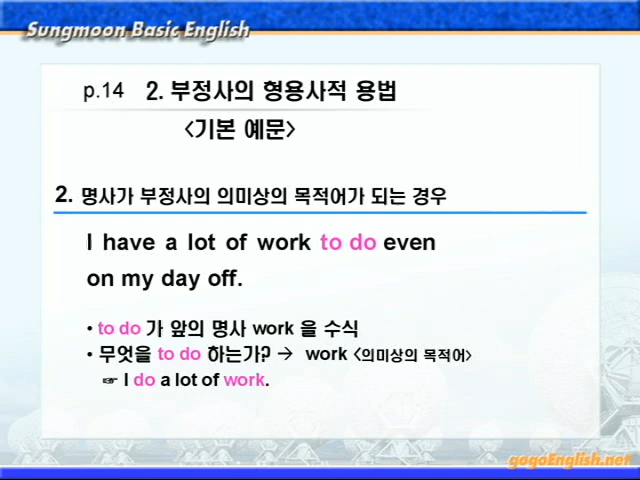 Sungmoon Basic English
p.14 2. 부정사의 형용사적 용법
<기본 예문>
2. 명사가 부정사의 의미상의 목적어가 되는 경우
I have a lot of work to do even
on my day off.
• to do 가 앞의 명사 work 을 수식
• 무엇을 to do 하는가? → work <의미상의 목적어>
☞ I do a lot of work.
gogoEnglish.net